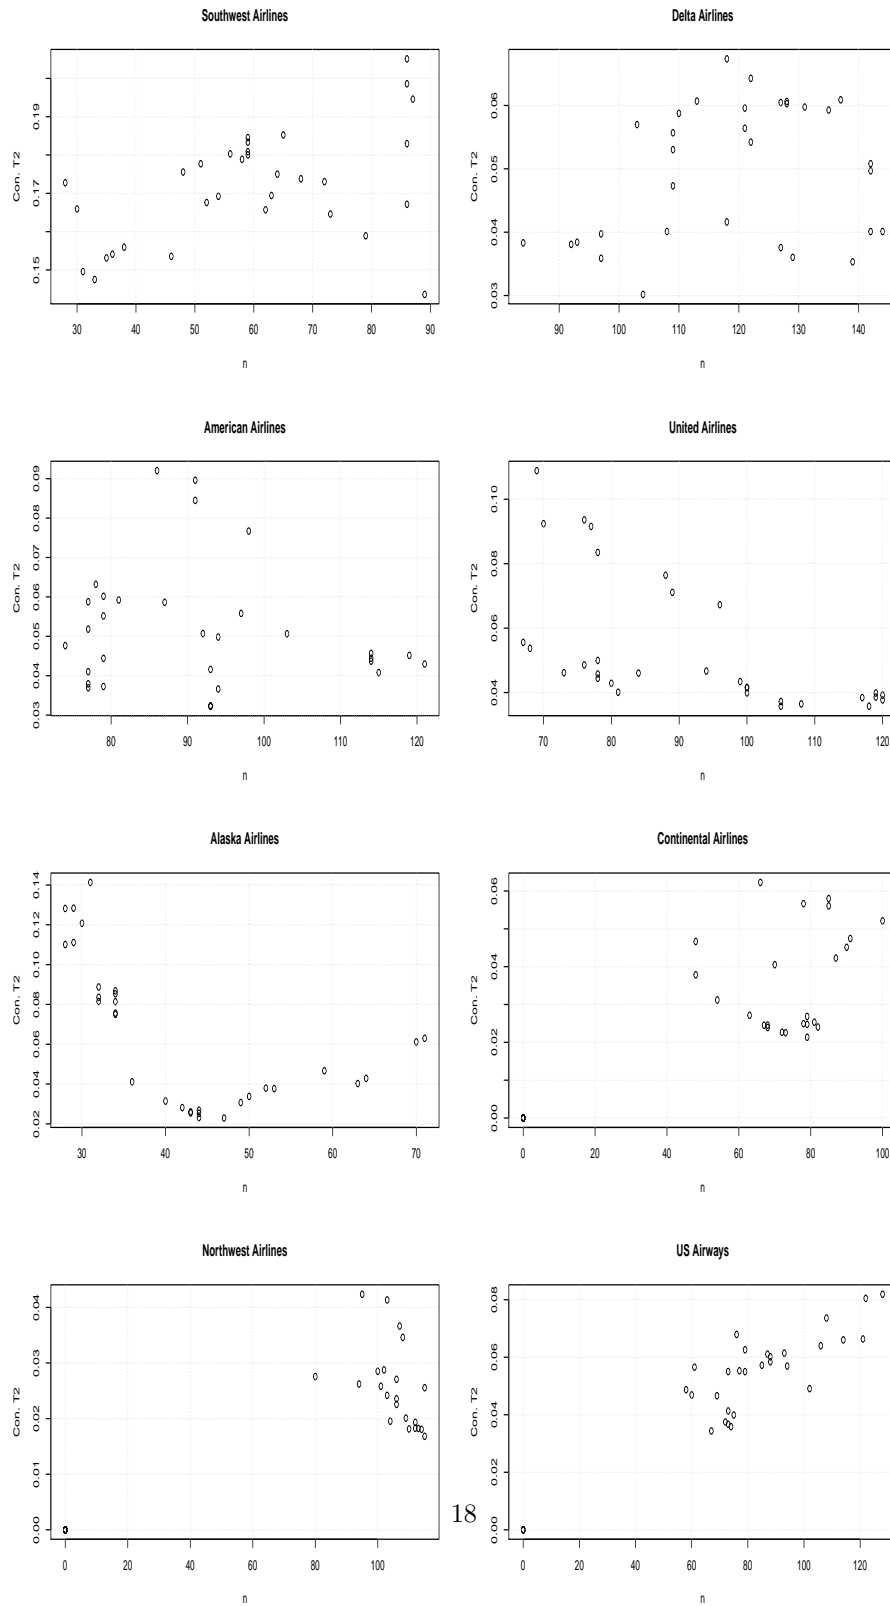 Southwest Airlines
Con. T2
0.15 0.17 0.19
30 40 50 60 70 80 90
n
Delta Airlines
Con. T2
0.03 0.04 0.05 0.06
90 100 110 120 130 140
n
American Airlines
Con. T2
0.03 0.04 0.05 0.06 0.07 0.08 0.09
80 90 100 110 120
n
United Airlines
Con. T2
0.04 0.06 0.08 0.10
70 80 90 100 110 120
n
Alaska Airlines
Con. T2
0.02 0.04 0.06 0.08 0.10 0.12 0.14
30 40 50 60 70
n
Continental Airlines
Con. T2
0.00 0.02 0.04 0.06
0 20 40 60 80 100
n
Northwest Airlines
Con. T2
0.00 0.01 0.02 0.03 0.04
0 20 40 60 80 100
n
US Airways
Con. T2
0.00 0.02 0.04 0.06 0.08
0 20 40 60 80 100 120
n
18